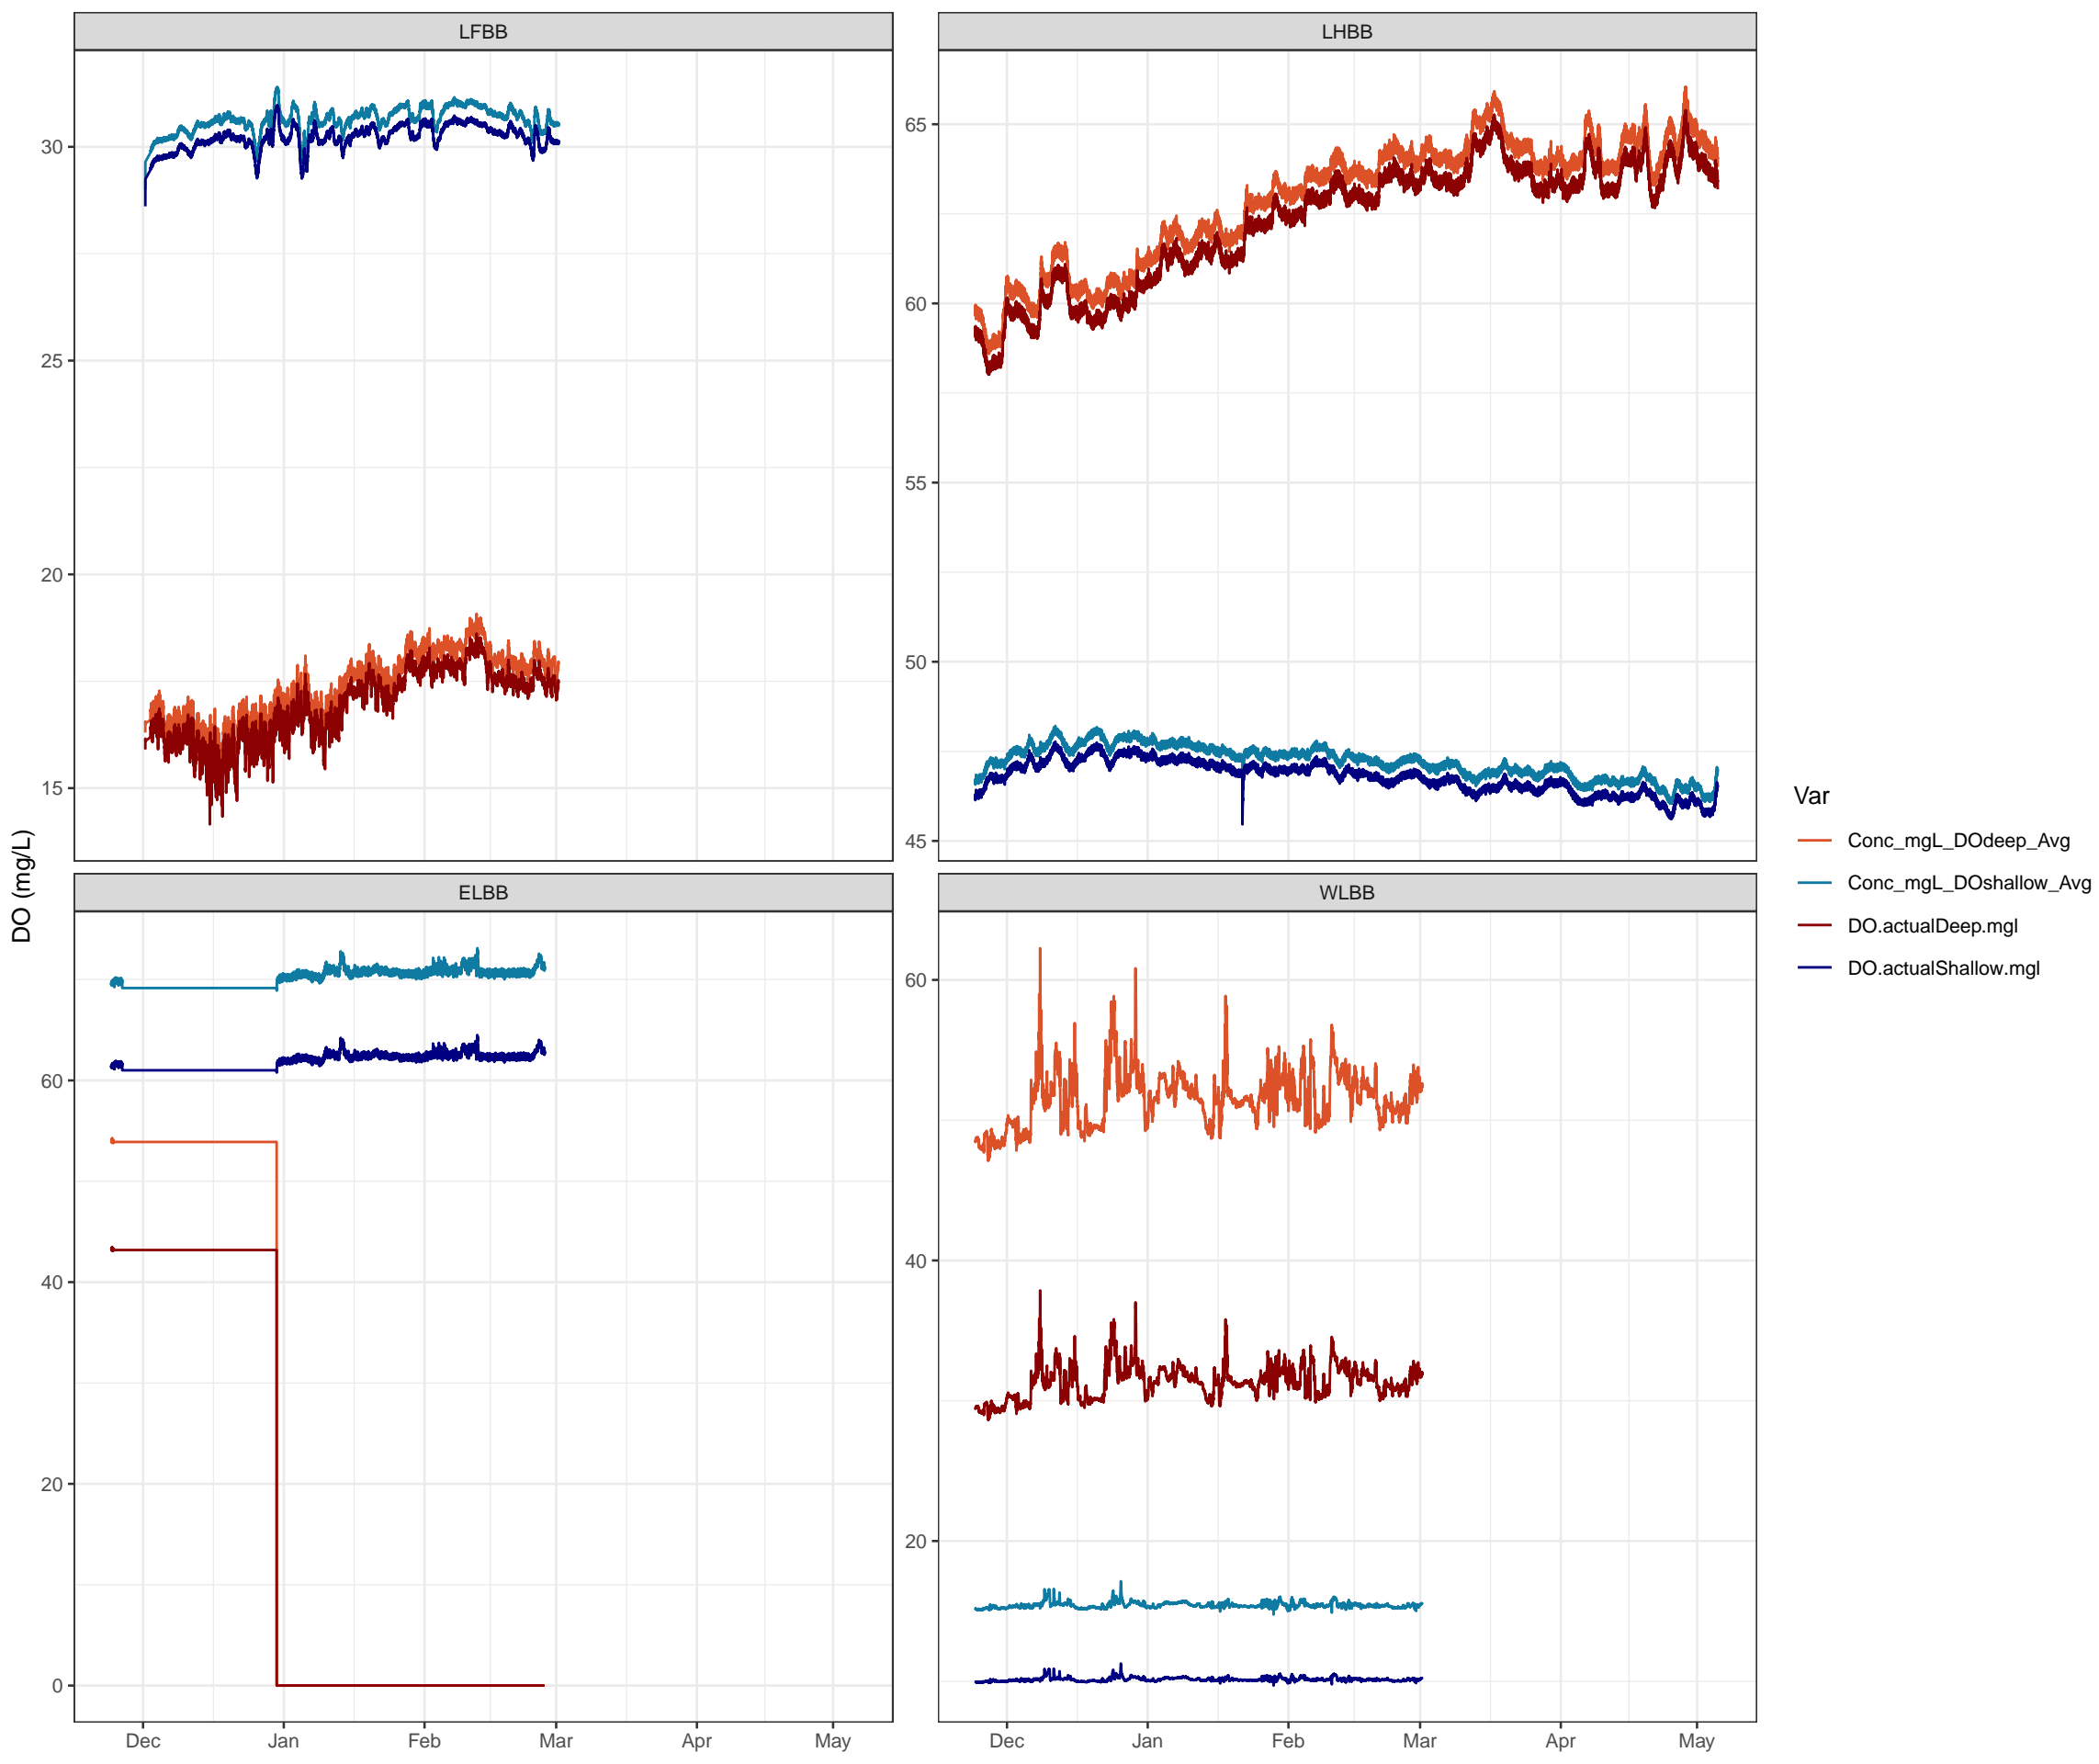 LFBB
LHBB
30
25
20
15
65
60
55
50
45
DO (mg/L)
ELBB
WLBB
60
40
20
0
60
40
20
Dec Jan Feb Mar Apr May
Dec Jan Feb Mar Apr May
Var
Conc_mgL_DOdeep_Avg
Conc_mgL_DOshallow_Avg
DO.actualDeep.mgl
DO.actualShallow.mgl